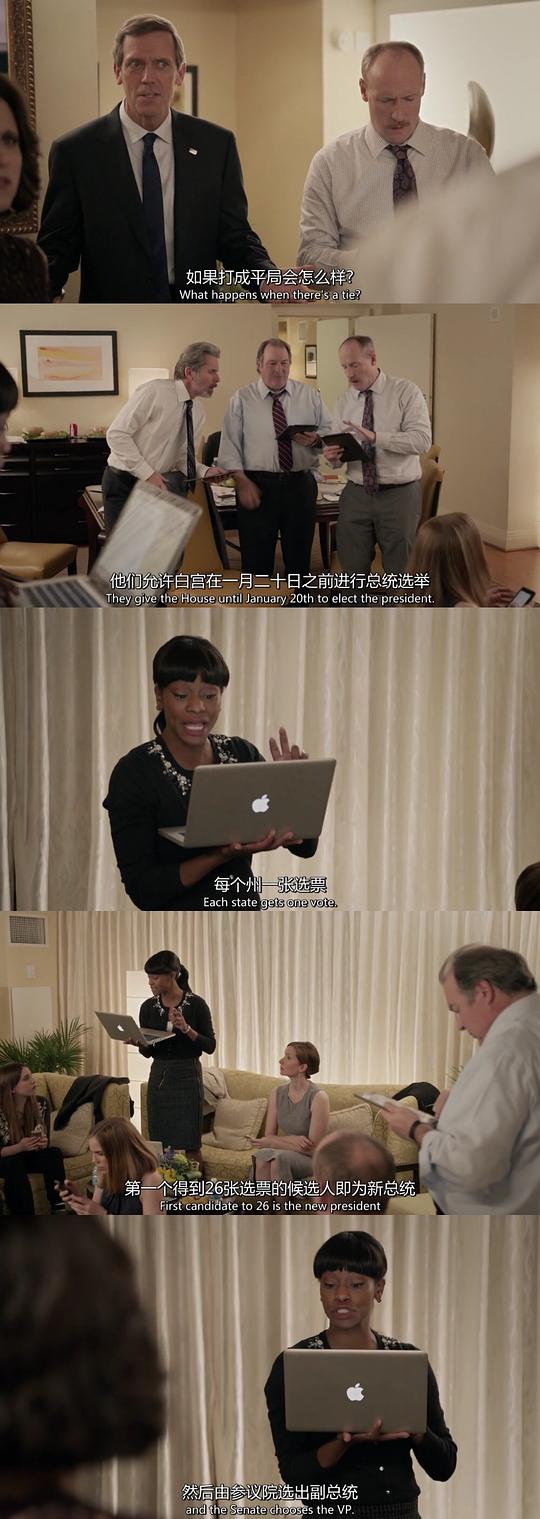 如果打成平局会怎么样?
What happens when there's a tie?
他们允许白宫在一月二十日之前进行总统选举
They give the House until January 20th to elect the president.
每个州一张选票
Each state gets one vote.
第一个得到26张选票的候选人即为新总统
First candidate to 26 is the new president
然后由参议院选出副总统
and the Senate chooses the VP.